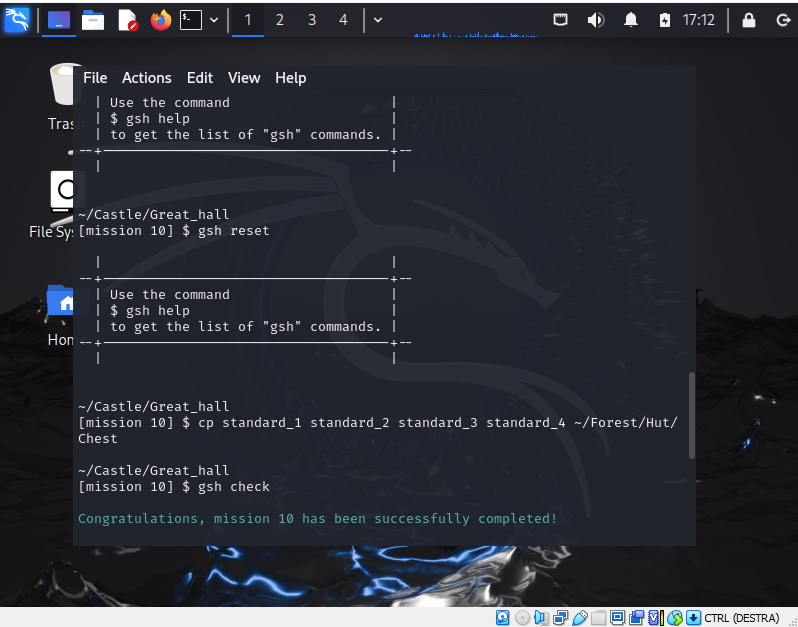 1 2 3 4 17:12
File Actions Edit View Help
| Use the command |
| $ gsh help |
| to get the list of "gsh" commands. |
Trash
File Sy
Hom
~/Castle/Great_hall
[mission 10] $ gsh reset
| Use the command |
| $ gsh help |
| to get the list of "gsh" commands. |
~/Castle/Great_hall
[mission 10] $ cp standard_1 standard_2 standard_3 standard_4 ~/Forest/Hut/
Chest
~/Castle/Great_hall
[mission 10] $ gsh check
Congratulations, mission 10 has been successfully completed!
CTRL (DESTRA)